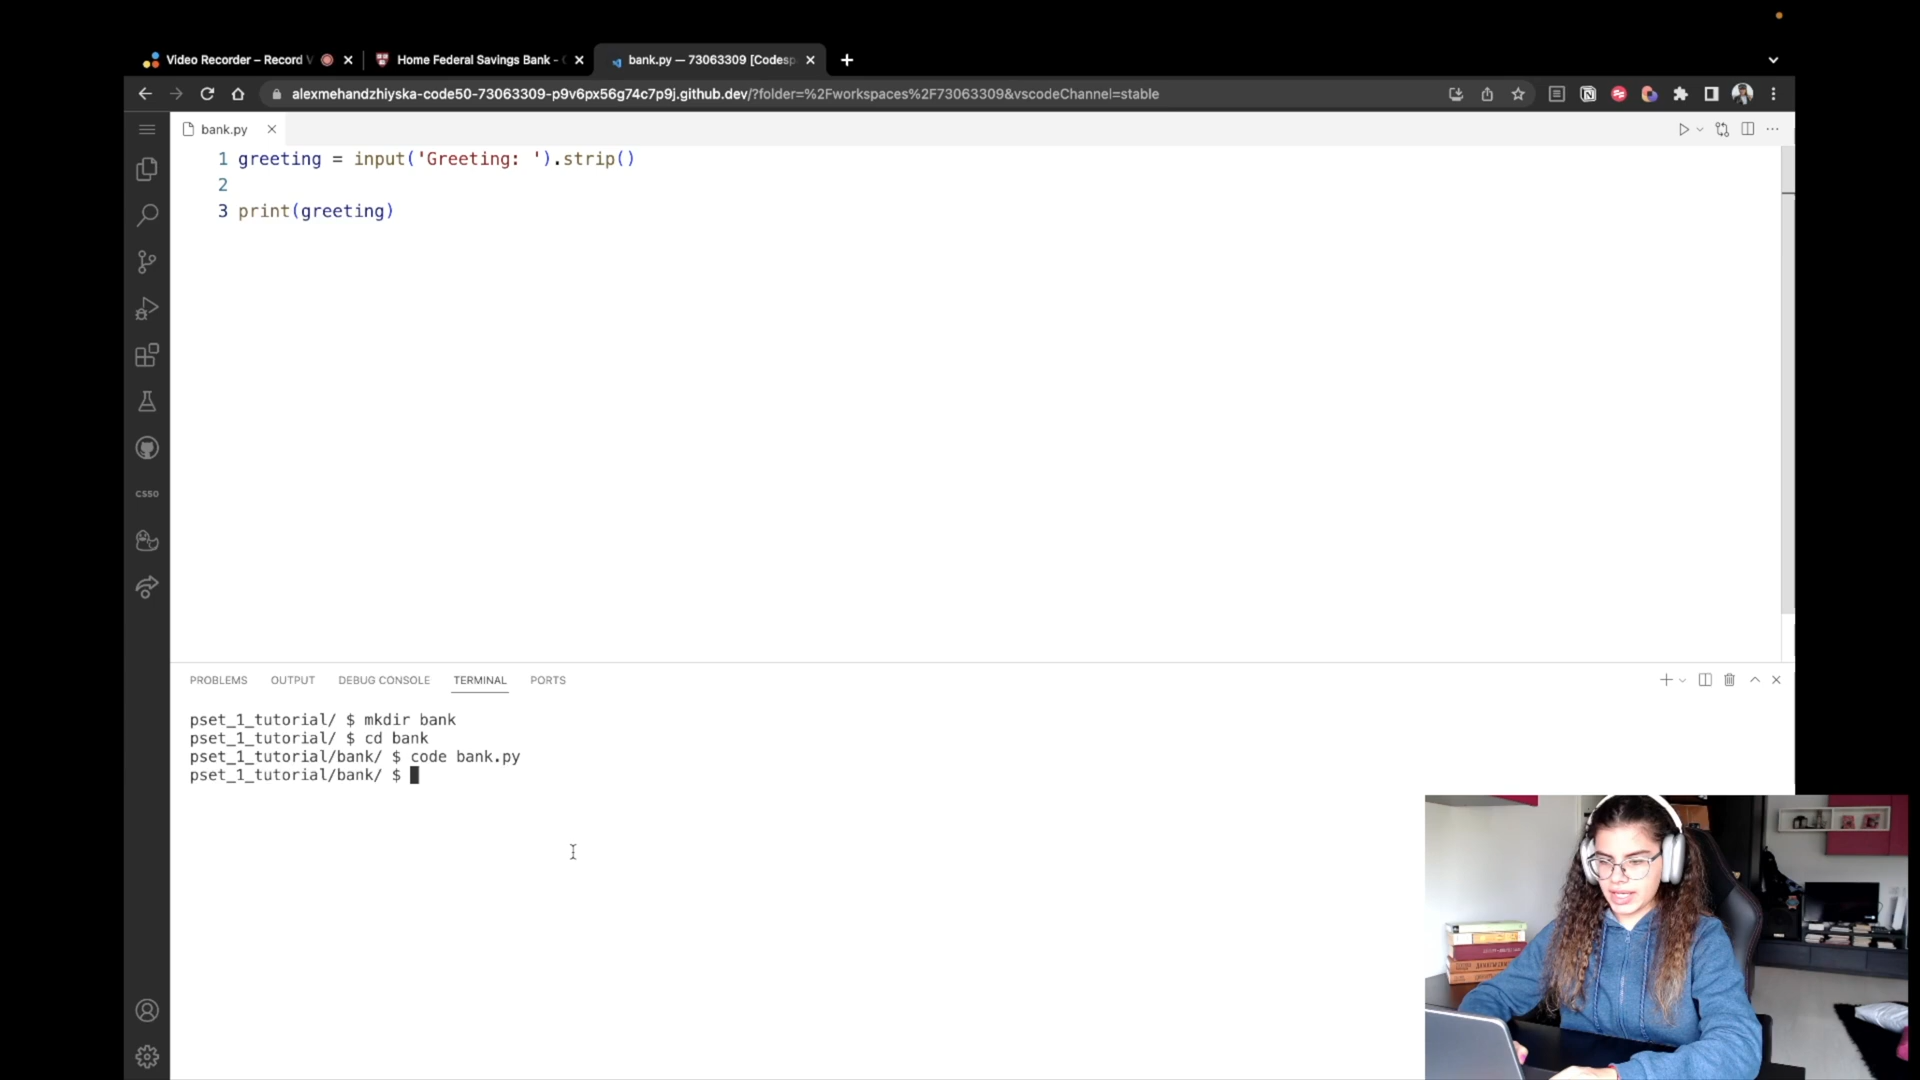 Video Recorder – Record V
Home Federal Savings Bank -
bank.py — 73063309 [Codesp
alexmehandzhiyska-code50-73063309-p9v6px56g74c7p9j.github.dev/?folder=%2Fworkspaces%2F73063309&vscodeChannel=stable
bank.py
1 greeting = input('Greeting: ').strip()
2
3 print(greeting)
CS50
PROBLEMS OUTPUT DEBUG CONSOLE TERMINAL PORTS
pset_1_tutorial/ $ mkdir bank
pset_1_tutorial/ $ cd bank
pset_1_tutorial/bank/ $ code bank.py
pset_1_tutorial/bank/ $